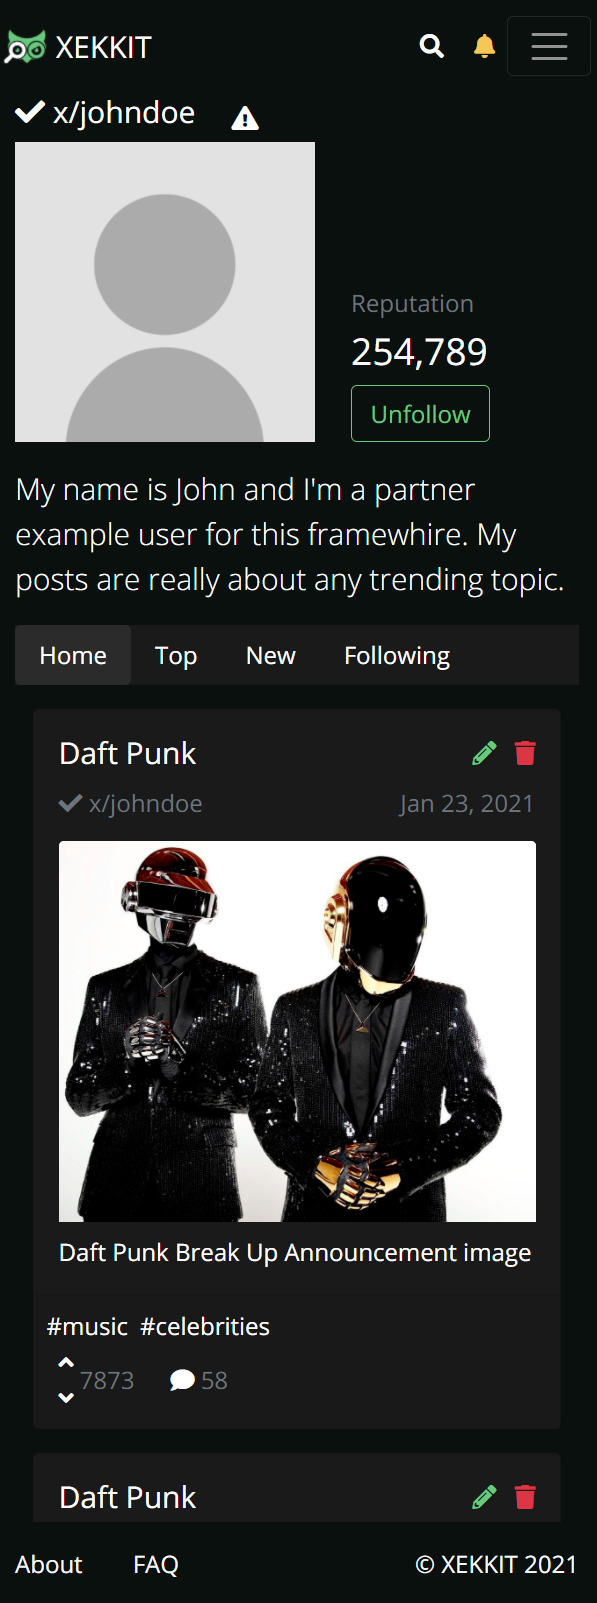 XEKKIT
x/johndoe
Reputation
254,789
Unfollow
My name is John and I'm a partner
example user for this framewhire. My
posts are really about any trending topic.
Home Top New Following
Daft Punk
x/johndoe Jan 23, 2021
Daft Punk Break Up Announcement image
#music #celebrities
7873 58
Daft Punk
About FAQ © XEKKIT 2021